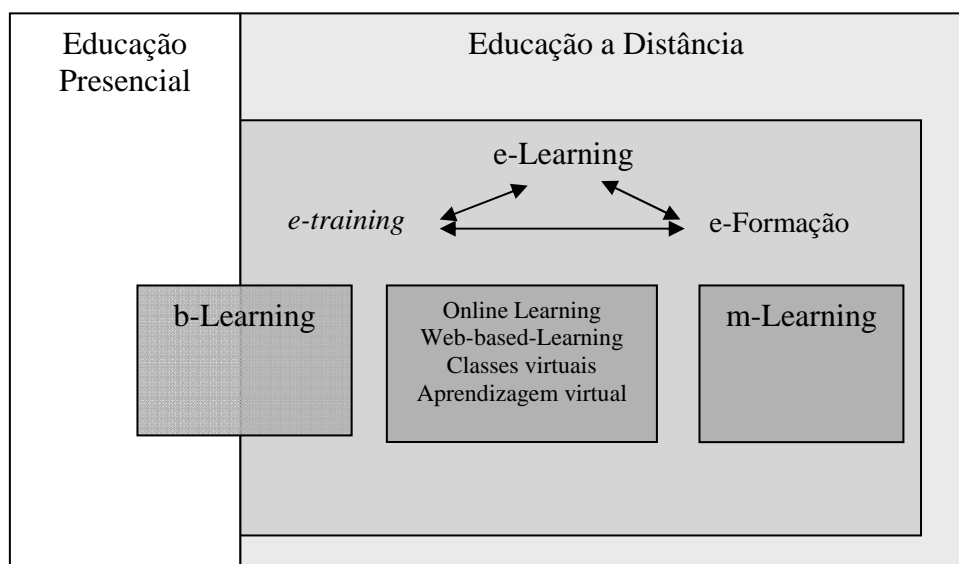 Educação
Presencial
Educação a Distância
e-Learning
e-training
e-Formação
b-Learning
Online Learning
Web-based-Learning
Classes virtuais
Aprendizagem virtual
m-Learning